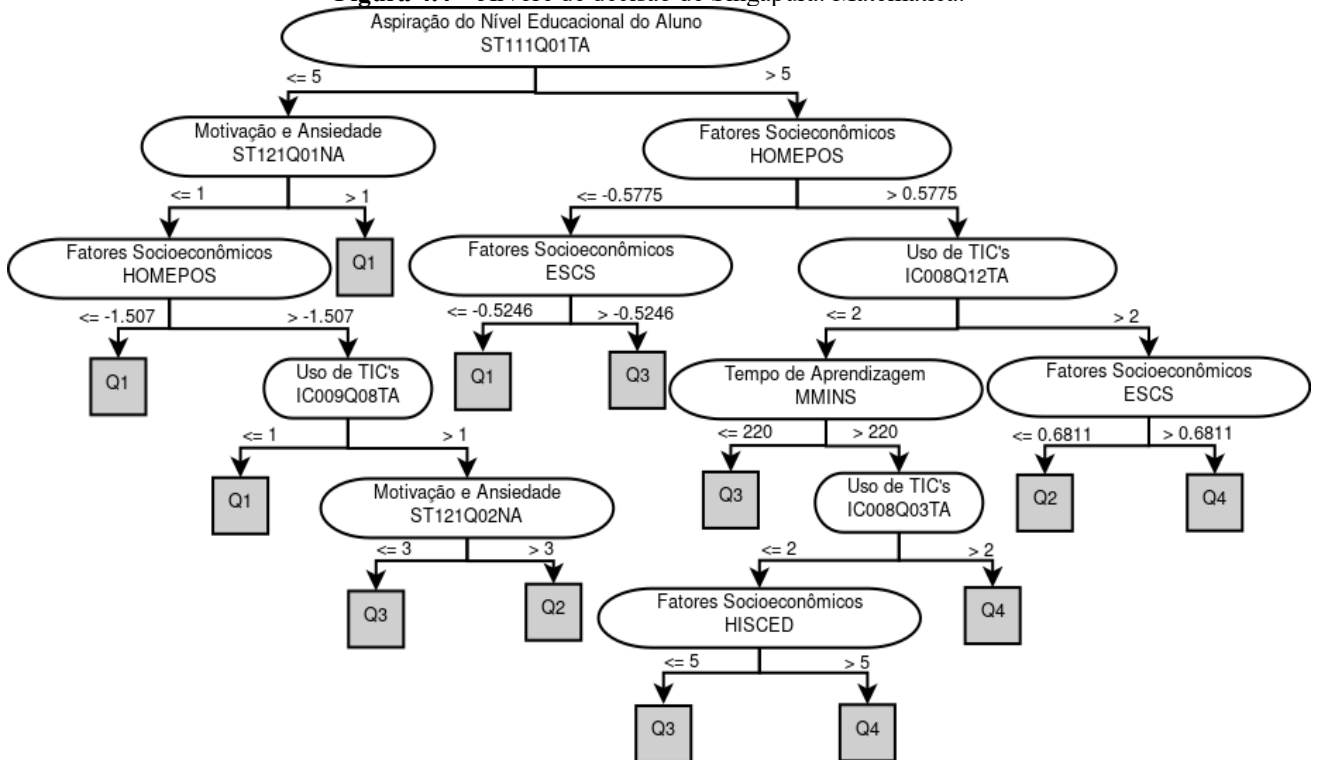 Aspiração do Nível Educacional do Aluno
ST111Q01TA
<= 5
> 5
Motivação e Ansiedade
ST121Q01NA
Fatores Socieconômicos
HOMEPOS
<= 1
> 1
<= -0.5775
> 0.5775
Fatores Socioeconômicos
HOMEPOS
Q1
Fatores Socioeconômicos
ESCS
Uso de TIC's
IC008Q12TA
<= -1.507
> -1.507
<= -0.5246
> -0.5246
<= 2
> 2
Q1
Uso de TIC's
IC009Q08TA
Q1
Q3
Tempo de Aprendizagem
MMINS
Fatores Socioeconômicos
ESCS
<= 1
> 1
<= 220
> 220
<= 0.6811
> 0.6811
Q1
Motivação e Ansiedade
ST121Q02NA
Q3
Uso de TIC's
IC008Q03TA
Q2
Q4
<= 3
> 3
<= 2
> 2
Q3
Q2
Fatores Socioeconômicos
HISCED
Q4
<= 5
> 5
Q3
Q4